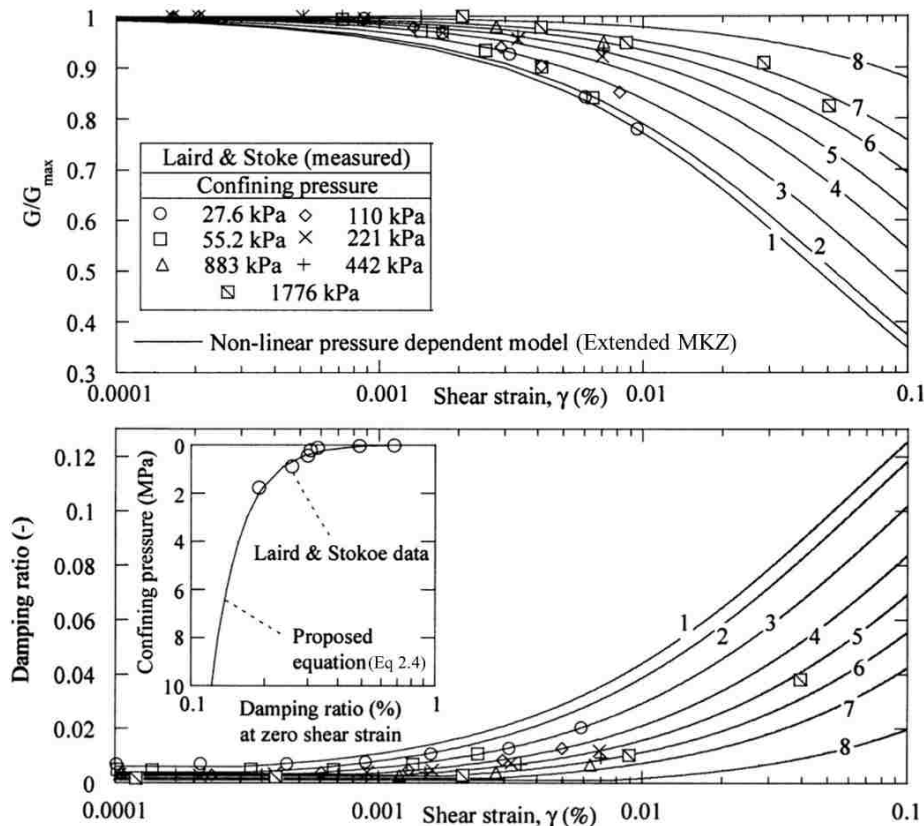 1
0.9
0.8
0.7
0.6
0.5
0.4
0.3
G/Gmax
Laird & Stoke (measured)
Confining pressure
27.6 kPa
110 kPa
55.2 kPa
221 kPa
883 kPa
442 kPa
1776 kPa
Non-linear pressure dependent model (Extended MKZ)
8
7
6
5
4
3
2
1
0.0001
0.001
0.01
0.1
Shear strain, γ (%)
0.12
0.1
0.08
0.06
0.04
0.02
0
Damping ratio (-)
0
2
4
6
8
10
Confining pressure (MPa)
Laird & Stokoe data
Proposed
equation (Eq 2.4)
0.1
1
Damping ratio (%)
at zero shear strain
1
2
3
4
5
6
7
8
0.0001
0.001
0.01
0.1
Shear strain, γ (%)